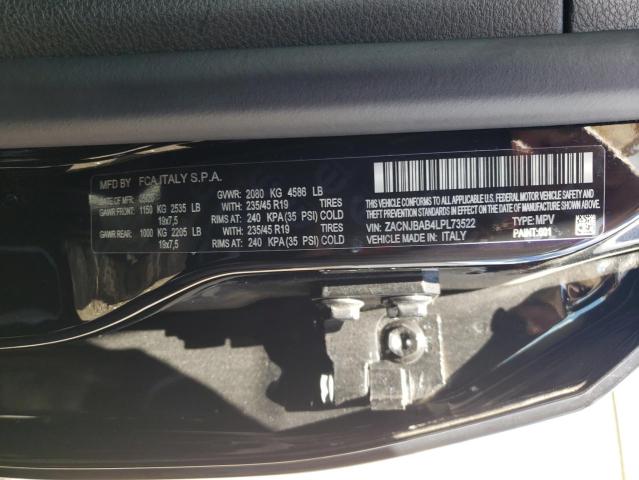 MFD BY FCA ITALY S.P.A.
GVWR: 2080 KG 4586 LB
GAWR FRONT: 1150 KG 2535 LB 235/45 R19 TIRES
19x7,5 RIMS AT: 240 KPA(35 PSI) COLD
GAWR REAR: 1000 KG 2205 LB 235/45 R19 TIRES
19x7,5 RIMS AT: 240 KPA(35 PSI) COLD
THIS VEHICLE CONFORMS TO ALL APPLICABLE U.S. FEDERAL MOTOR VEHICLE SAFETY
AND THEFT PREVENTION STANDARDS IN EFFECT ON THE DATE OF MANUFACTURE SHOWN ABOVE.
VIN: ZACNJBAB4LPL73522 TYPE: MPV
VEHICLE MADE IN: ITALY PAINT:601